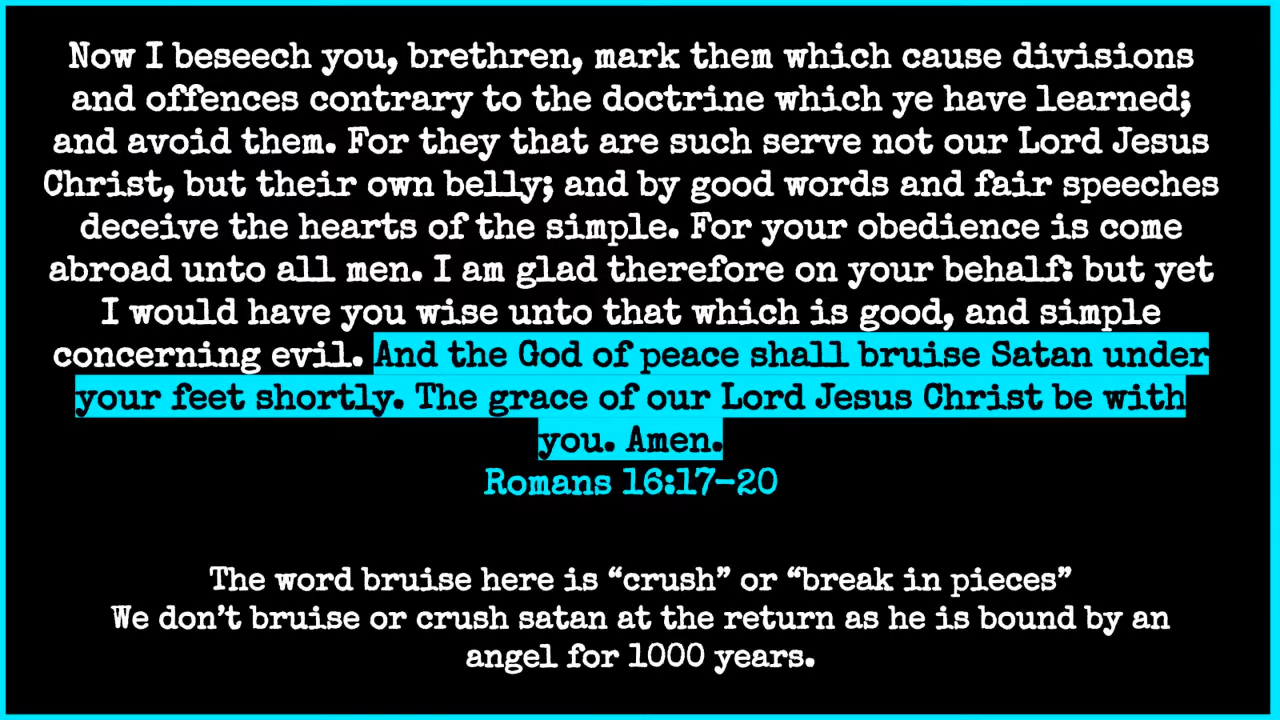 Now I beseech you, brethren, mark them which cause divisions
and offences contrary to the doctrine which ye have learned;
and avoid them. For they that are such serve not our Lord Jesus
Christ, but their own belly; and by good words and fair speeches
deceive the hearts of the simple. For your obedience is come
abroad unto all men. I am glad therefore on your behalf: but yet
I would have you wise unto that which is good, and simple
concerning evil. And the God of peace shall bruise Satan under
your feet shortly. The grace of our Lord Jesus Christ be with
you. Amen.
Romans 16:17-20
The word bruise here is “crush” or “break in pieces”
We don’t bruise or crush satan at the return as he is bound by an
angel for 1000 years.